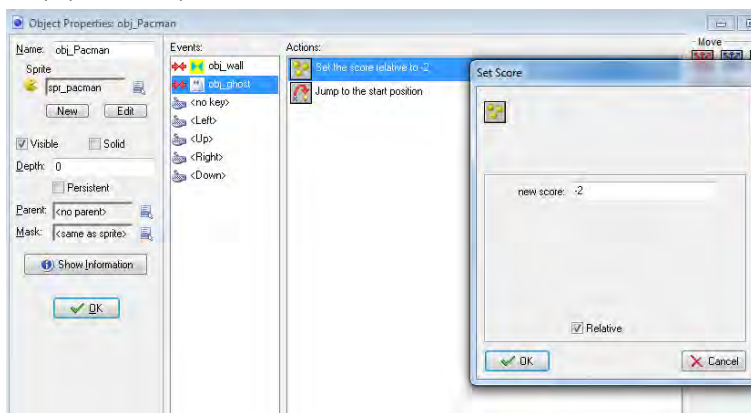 Object Properties: obj_Pacman
Name: obj_Pacman
Sprite
spr_pacman
New Edit
Visible Solid
Depth: 0
Persistent
Parent: <no parent>
Mask: <same as sprite>
Show Information
OK
Events:
obj_wall
obj_ghost
<no key>
<Left>
<Up>
<Right>
<Down>
Actions:
Set the score relative to -2
Jump to the start position
Move
Set Score
new score: -2
Relative
OK
Cancel